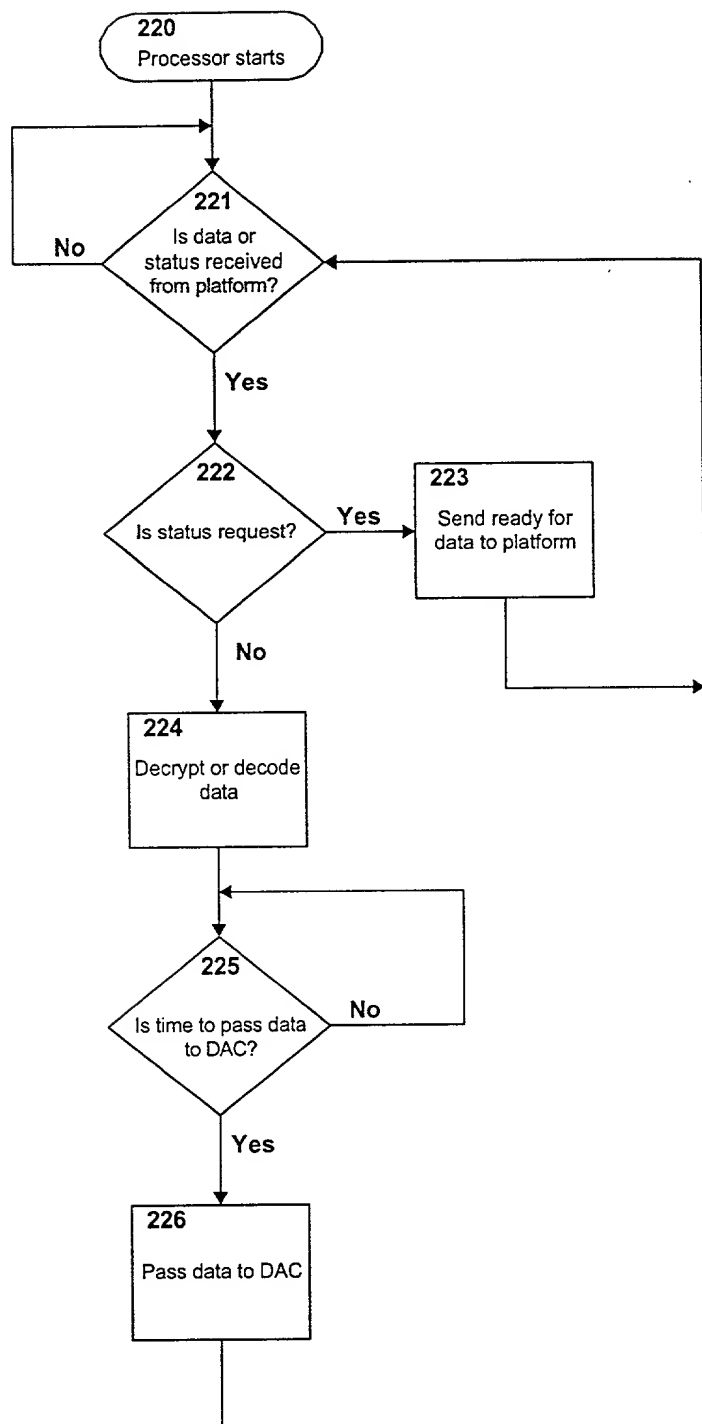 220
Processor starts
221
Is data or
status received
from platform?
No
Yes
222
Is status request?
Yes
223
Send ready for
data to platform
No
224
Decrypt or decode
data
225
Is time to pass data
to DAC?
No
Yes
226
Pass data to DAC